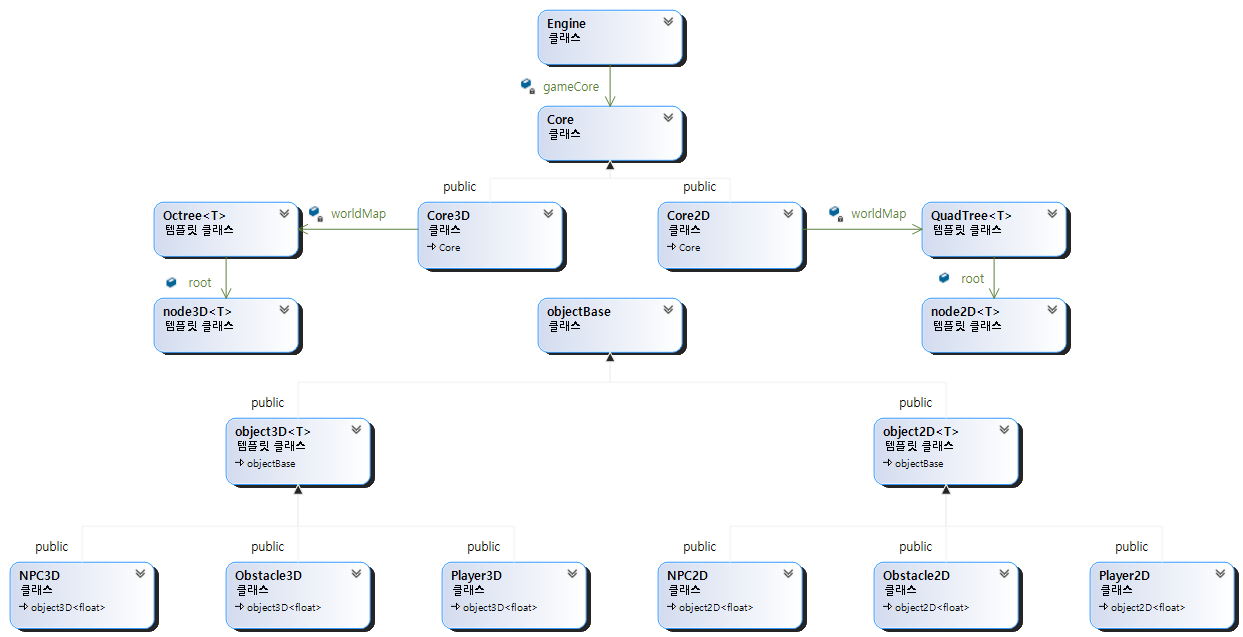 Engine
클래스
gameCore
Core
클래스
public
public
Octree<T>
템플릿 클래스
worldMap
Core3D
클래스
Core
Core2D
클래스
Core
worldMap
QuadTree<T>
템플릿 클래스
root
root
node3D<T>
템플릿 클래스
objectBase
클래스
node2D<T>
템플릿 클래스
public
public
object3D<T>
템플릿 클래스
objectBase
object2D<T>
템플릿 클래스
objectBase
public
public
public
public
public
public
NPC3D
클래스
object3D<float>
Obstacle3D
클래스
object3D<float>
Player3D
클래스
object3D<float>
NPC2D
클래스
object2D<float>
Obstacle2D
클래스
object2D<float>
Player2D
클래스
object2D<float>